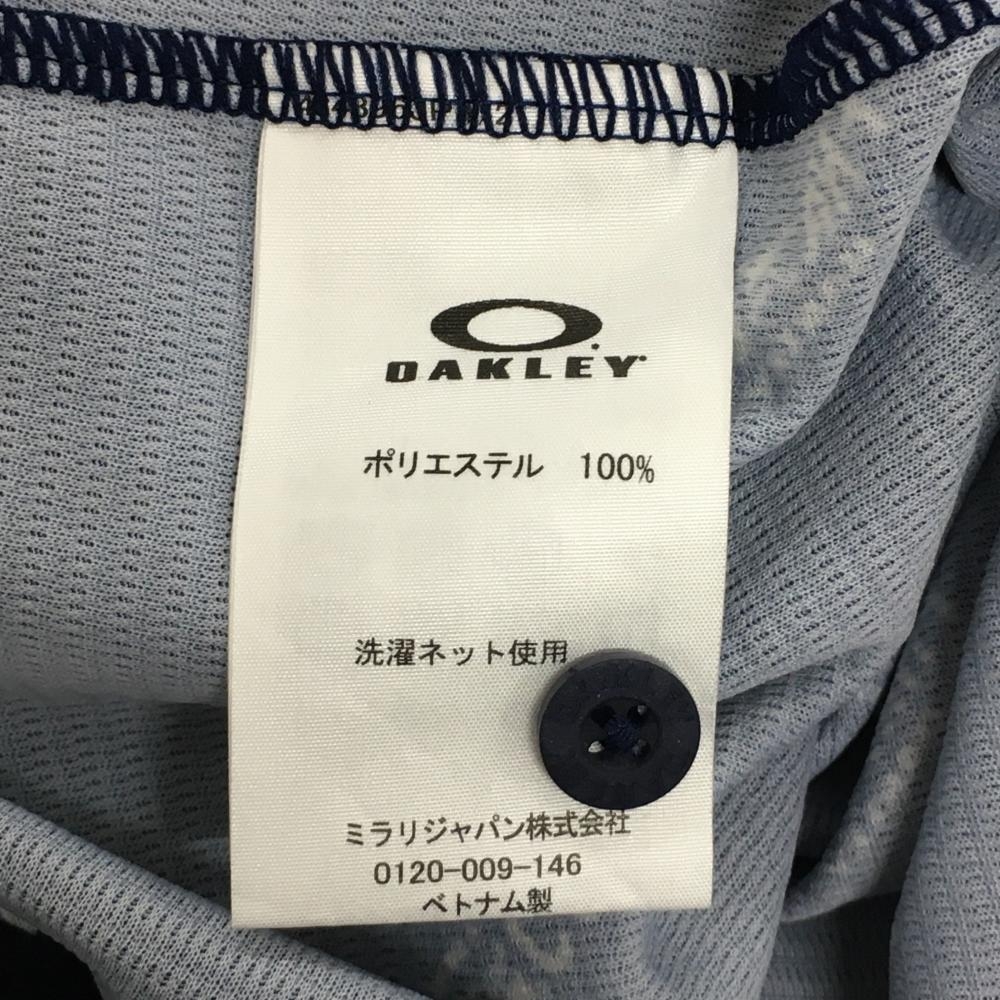 OAKLEY
ポリエステル 100%
洗濯ネット使用
ミラリジャパン株式会社
0120-009-146
ベトナム製